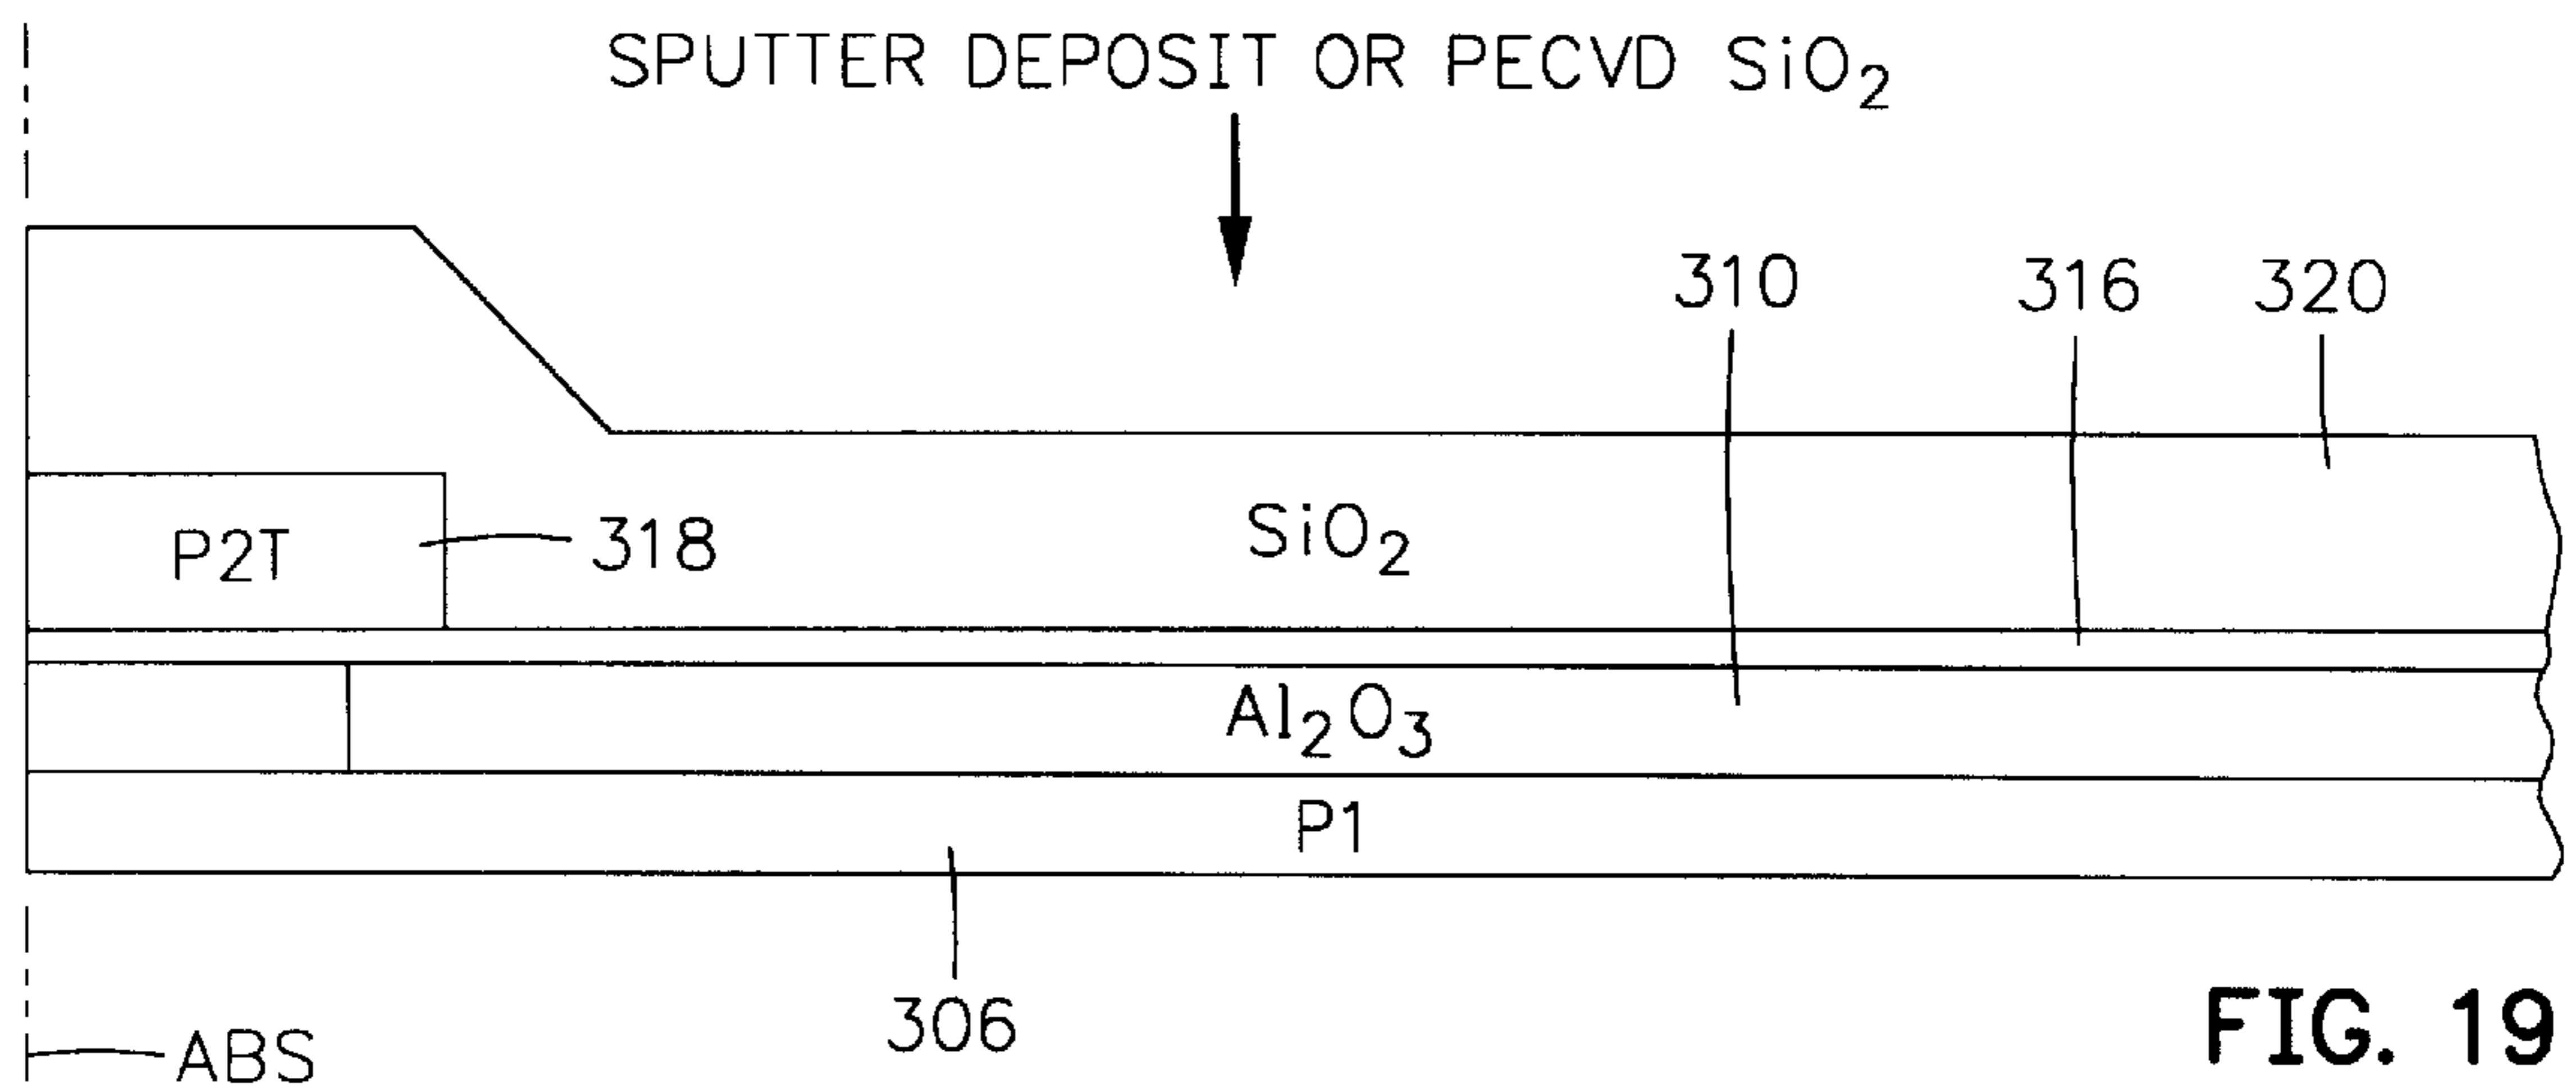 SPUTTER DEPOSIT OR PECVD SiO₂
310
316
320
P2T
318
SiO₂
Al₂O₃
P1
306
ABS
FIG. 19